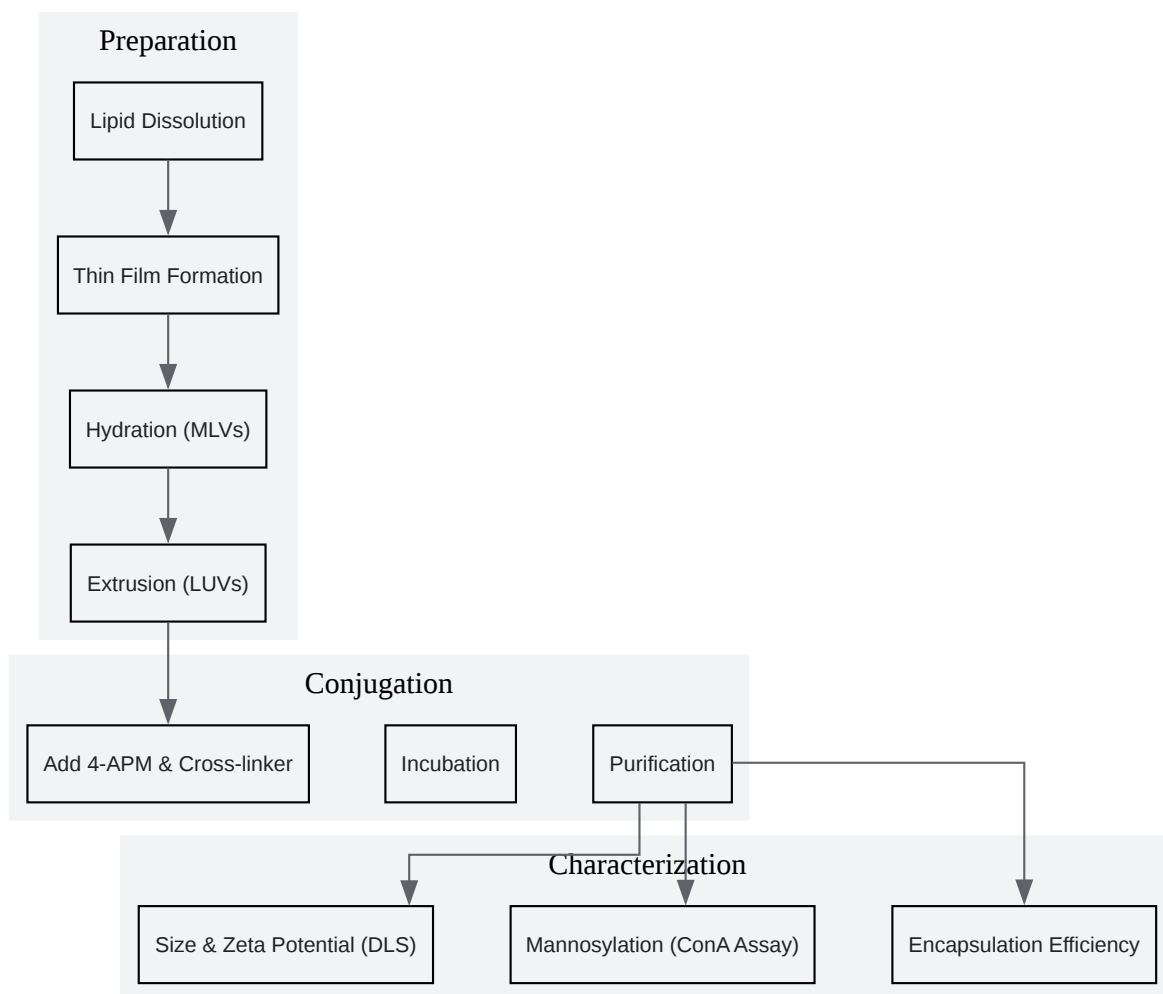 Preparation
Lipid Dissolution
Thin Film Formation
Hydration (MLVs)
Extrusion (LUVs)
Conjugation
Add 4-APM & Cross-linker
Incubation
Purification
Characterization
Size & Zeta Potential (DLS)
Mannosylation (ConA Assay)
Encapsulation Efficiency